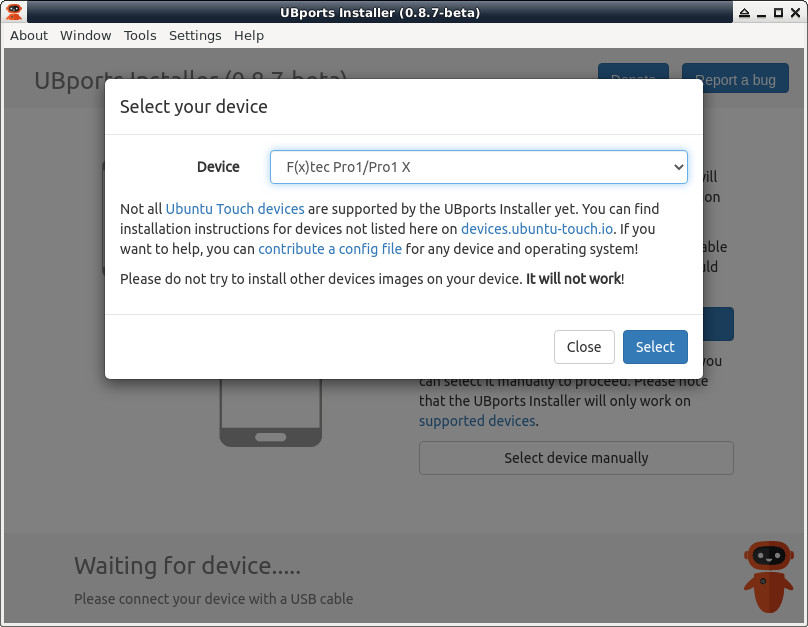 UBports Installer (0.8.7-beta)
About Window Tools Settings Help
UBports Installer (0.8.7-beta)
Donate
Report a bug
Select your device
Device
F(x)tec Pro1/Pro1 X
Not all Ubuntu Touch devices are supported by the UBports Installer yet. You can find
installation instructions for devices not listed here on devices.ubuntu-touch.io. If you
want to help, you can contribute a config file for any device and operating system!
Please do not try to install other devices images on your device. It will not work!
Close
Select
you
can select it manually to proceed. Please note
that the UBports Installer will only work on
supported devices.
Select device manually
Waiting for device.....
Please connect your device with a USB cable